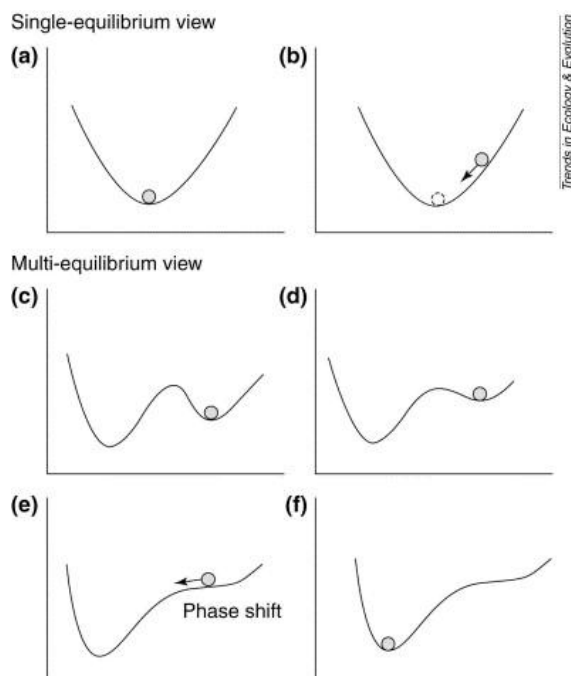 Single-equilibrium view
(a)
(b)
Trends in Ecology & Evolution
Multi-equilibrium view
(c)
(d)
(e)
(f)
Phase shift